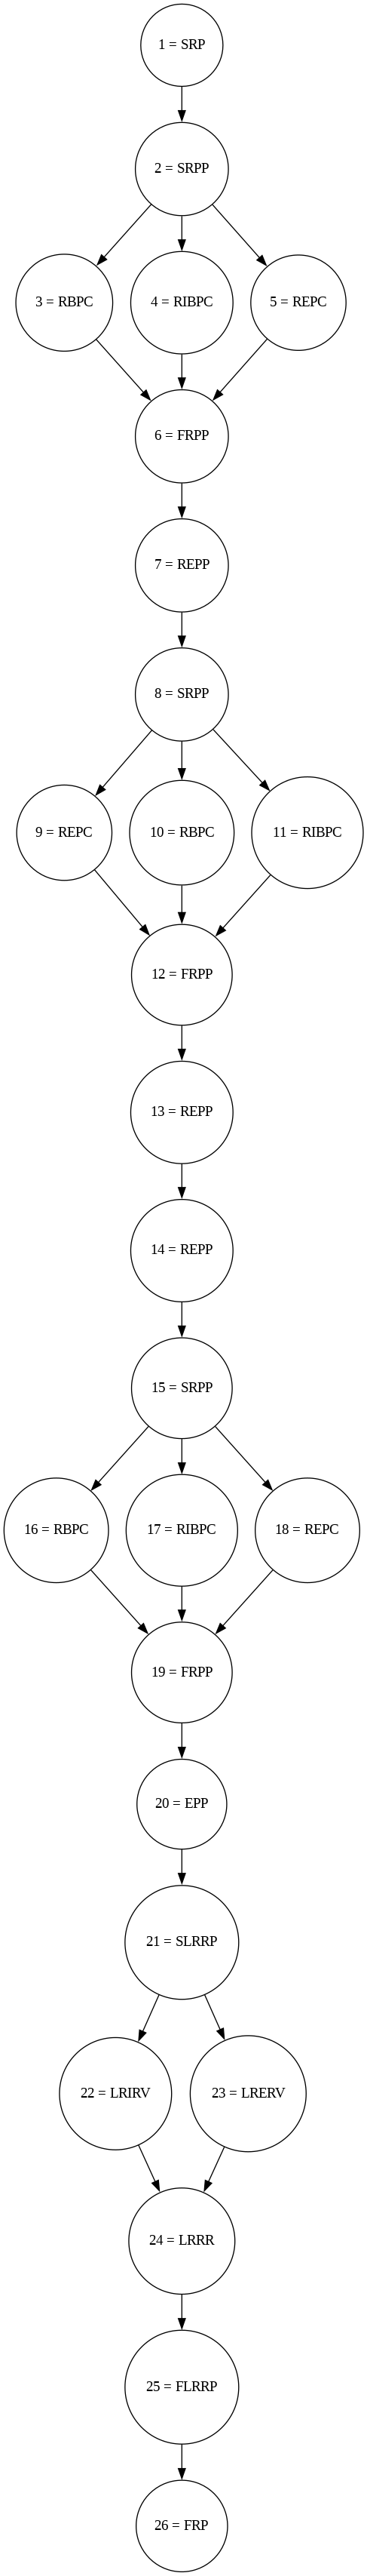 1 = SRP
2 = SRPP
3 = RBPC
4 = RIBPC
5 = REPC
6 = FRPP
7 = REPP
8 = SRPP
9 = REPC
10 = RBPC
11 = RIBPC
12 = FRPP
13 = REPP
14 = REPP
15 = SRPP
16 = RBPC
17 = RIBPC
18 = REPC
19 = FRPP
20 = EPP
21 = SLRRP
22 = LRIRV
23 = LRERV
24 = LRRR
25 = FLRRP
26 = FRP